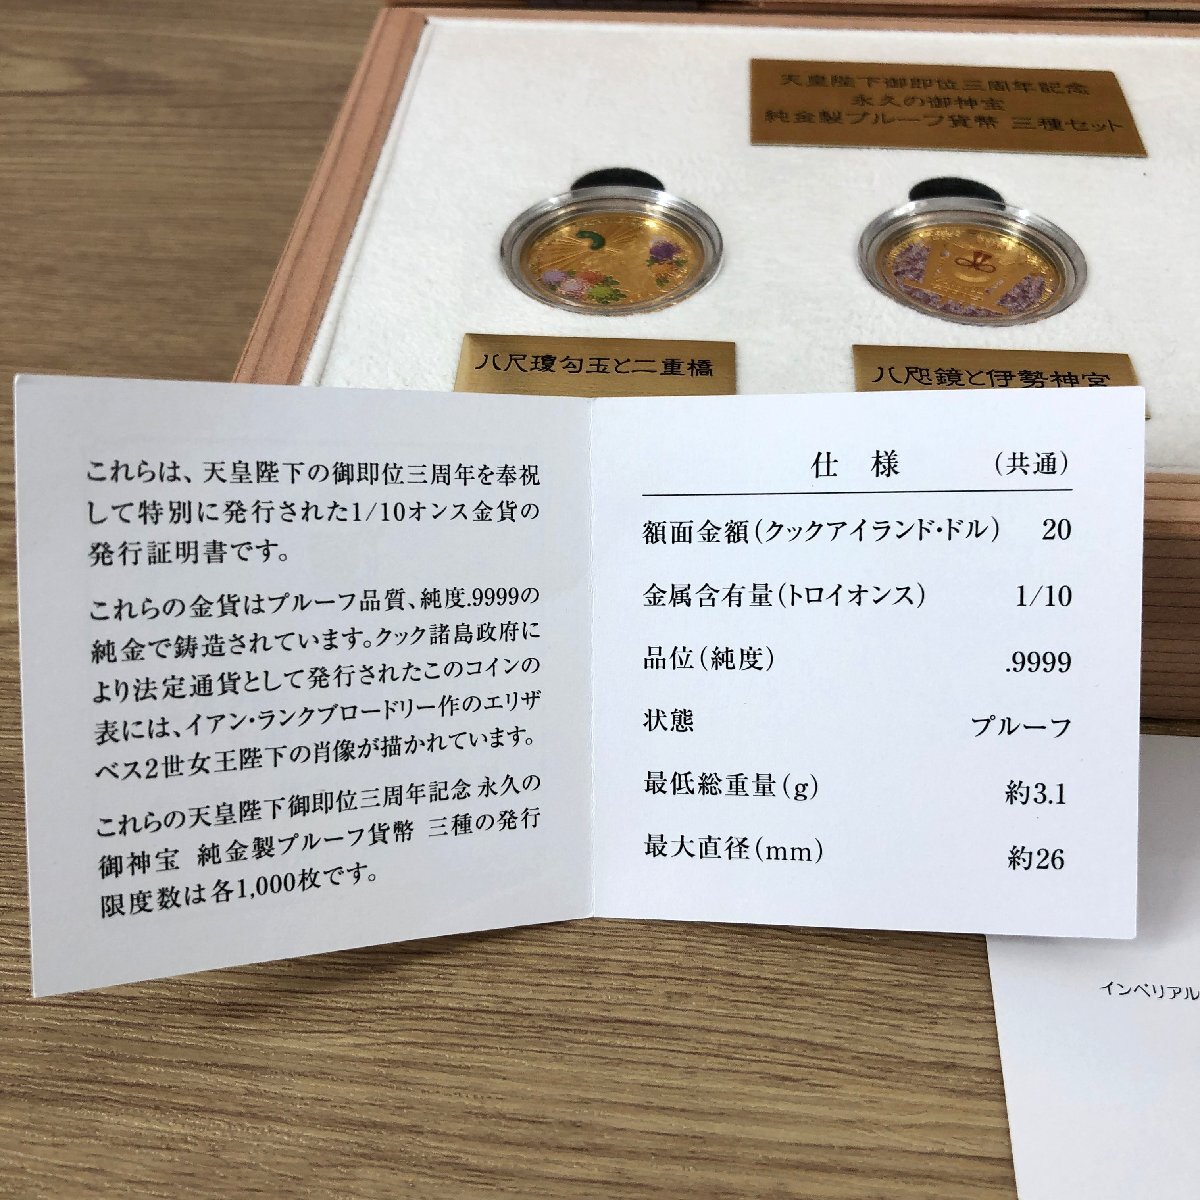 天皇陛下御即位三周年記念
永久の御神宝
純金製プルーフ貨幣 三種セット
八尺瓊勾玉と二重橋
八咫鏡と伊勢神宮
これらは、天皇陛下の御即位三周年を奉祝
して特別に発行された1/10オンス金貨の
発行証明書です。
これらの金貨はプルーフ品質、純度.9999の
純金で鋳造されています。クック諸島政府に
より法定通貨として発行されたこのコインの
表には、イアン・ランクブロードリー作のエリザ
ベス2世女王陛下の肖像が描かれています。
これらの天皇陛下御即位三周年記念 永久の
御神宝 純金製プルーフ貨幣 三種の発行
限度数は各1,000枚です。
仕 様 (共通)
額面金額(クックアイランド・ドル) 20
金属含有量(トロイオンス) 1/10
品位(純度) .9999
状態 プルーフ
最低総重量(g) 約3.1
最大直径(mm) 約26
インペリアル